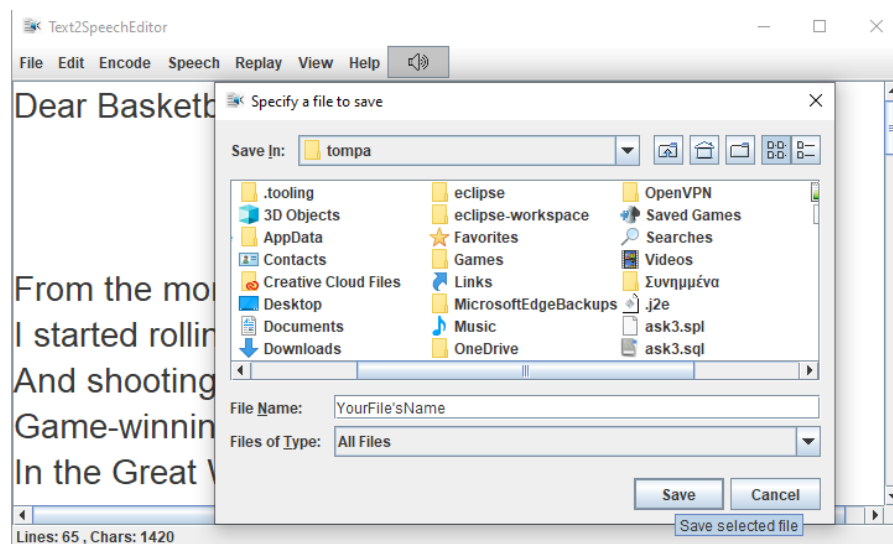 Text2SpeechEditor
File Edit Encode Speech Replay View Help
Dear Basketb
From the mor
I started rollin
And shooting
Game-winnin
In the Great W
Lines: 65 , Chars: 1420
Specify a file to save
Save In: tompa
.tooling
3D Objects
AppData
Contacts
Creative Cloud Files
Desktop
Documents
Downloads
eclipse
eclipse-workspace
Favorites
Games
Links
MicrosoftEdgeBackups
Music
OneDrive
OpenVPN
Saved Games
Searches
Videos
Συνημμένα
.j2e
ask3.spl
ask3.sql
File Name: YourFile'sName
Files of Type: All Files
Save Cancel
Save selected file